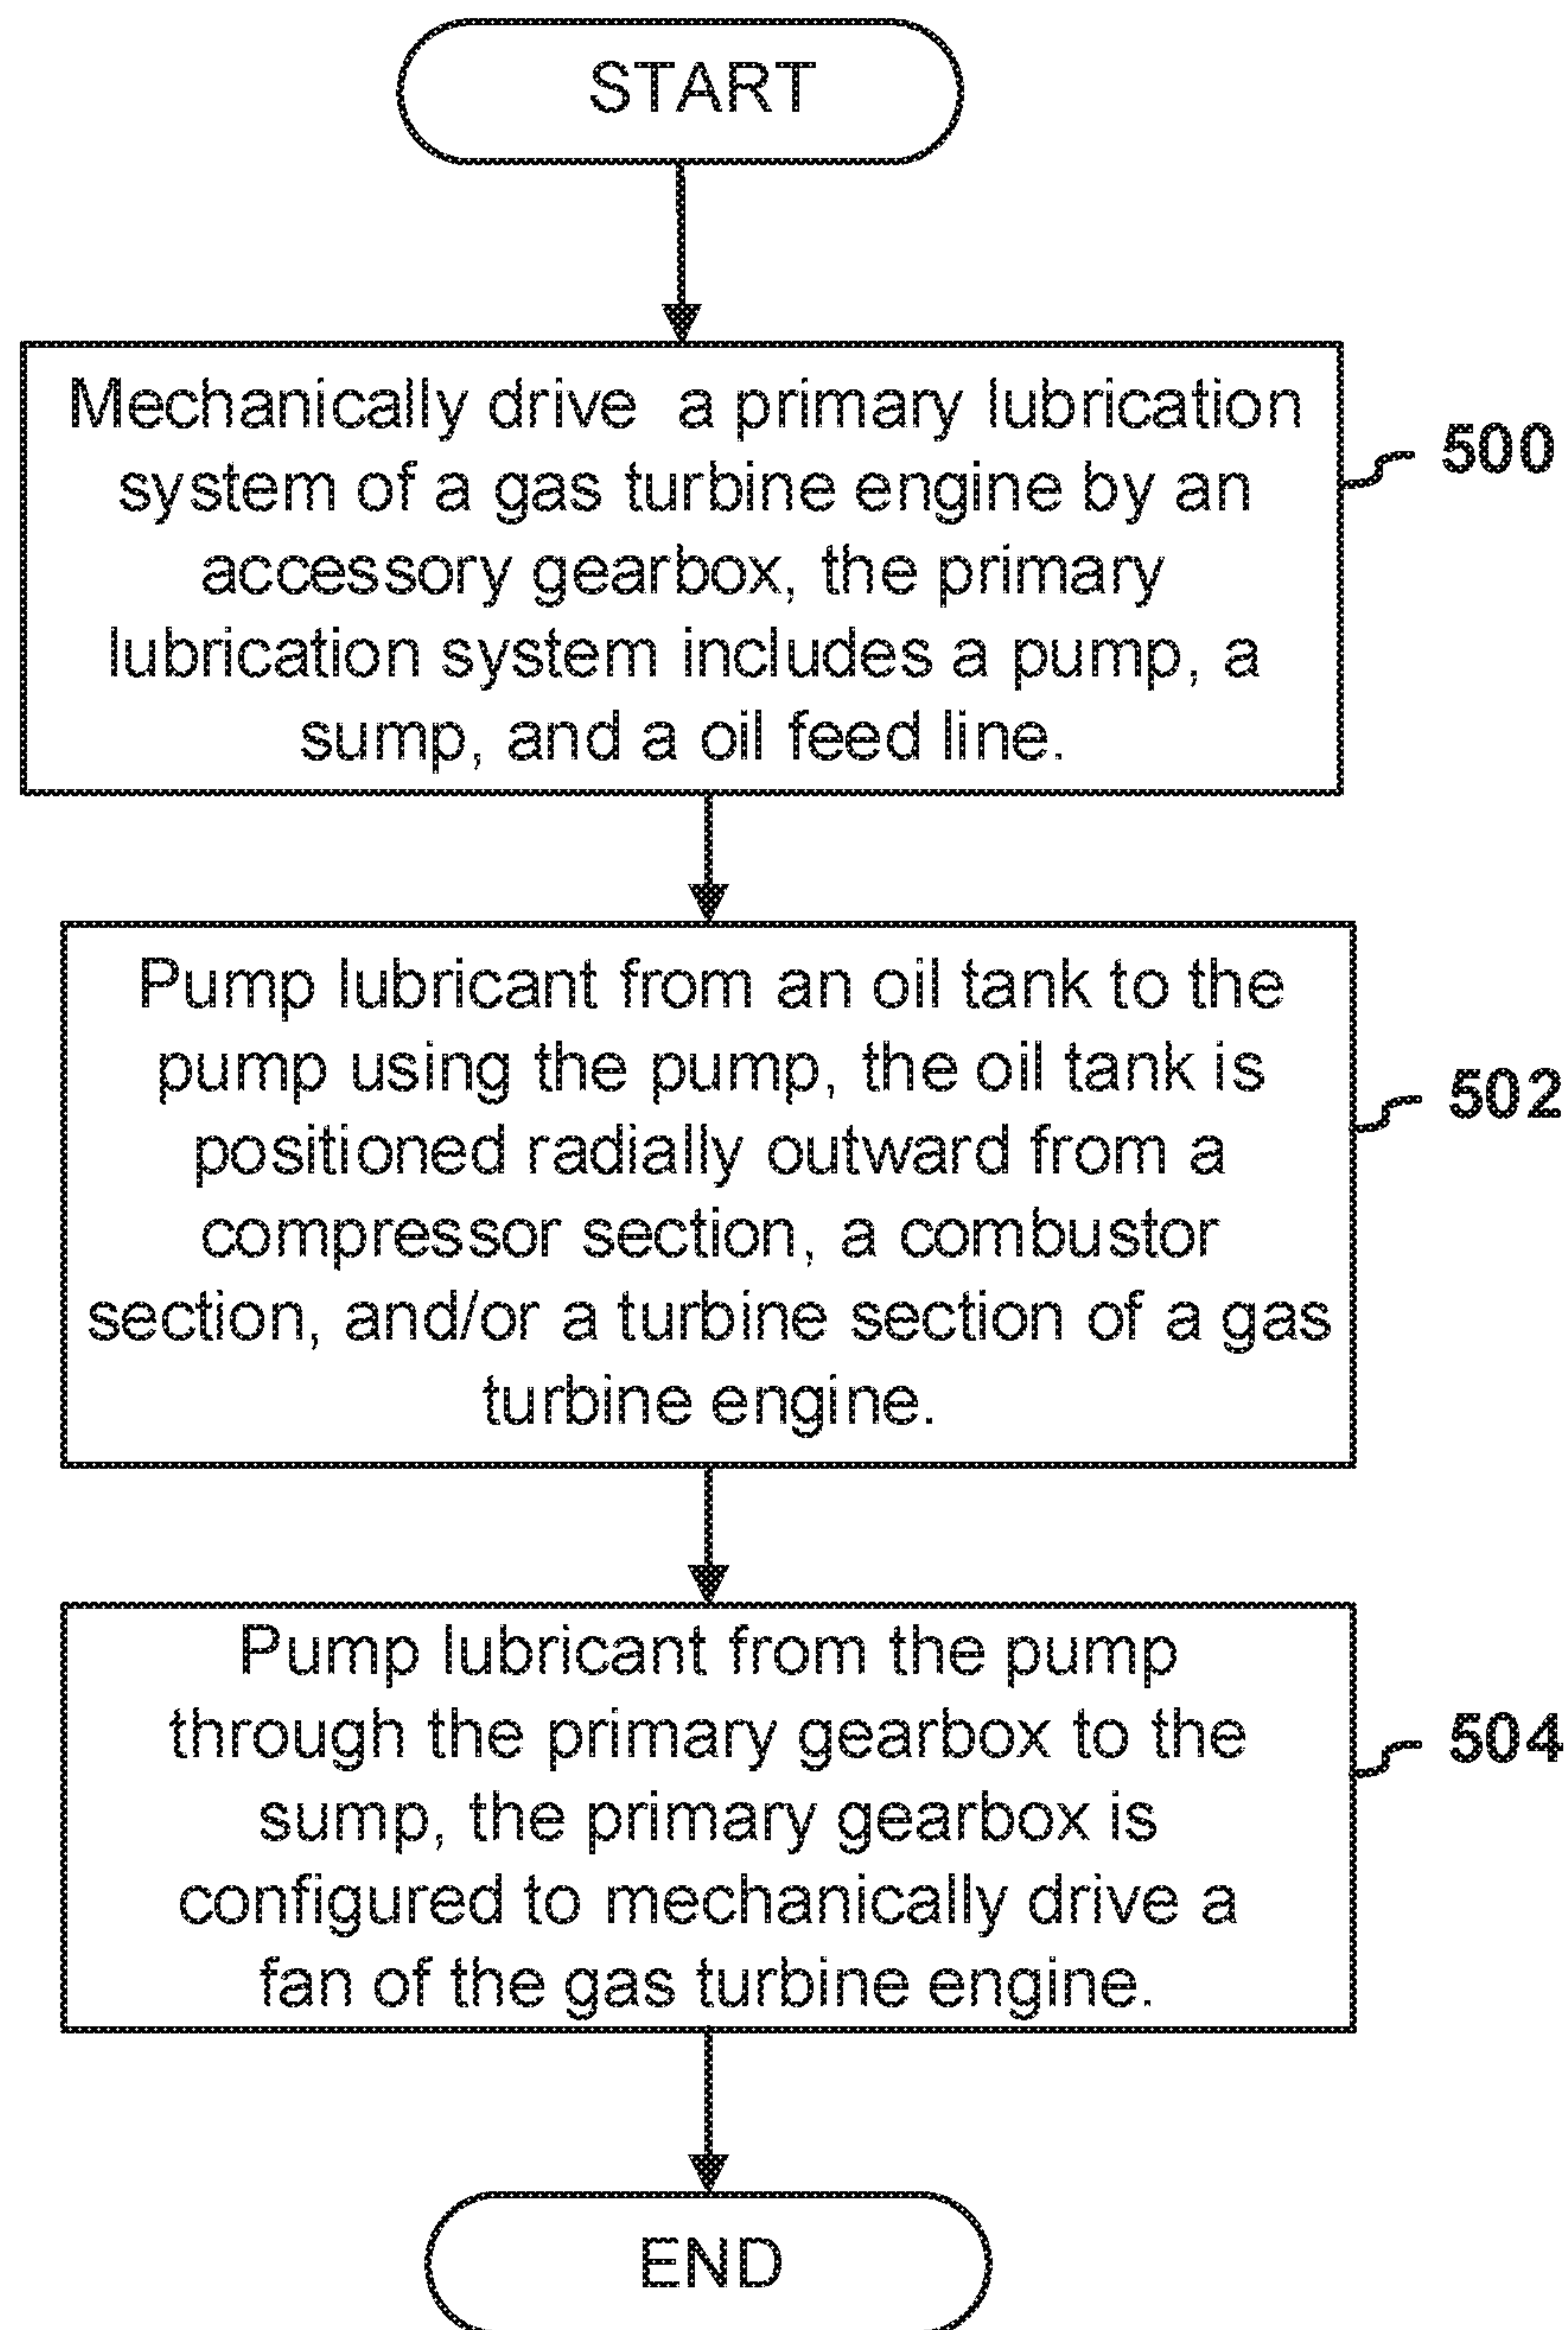 START
Mechanically drive a primary lubrication
system of a gas turbine engine by an
accessory gearbox, the primary
lubrication system includes a pump, a
sump, and a oil feed line.
500
Pump lubricant from an oil tank to the
pump using the pump, the oil tank is
positioned radially outward from a
compressor section, a combustor
section, and/or a turbine section of a gas
turbine engine.
502
Pump lubricant from the pump
through the primary gearbox to the
sump, the primary gearbox is
configured to mechanically drive a
fan of the gas turbine engine.
504
END